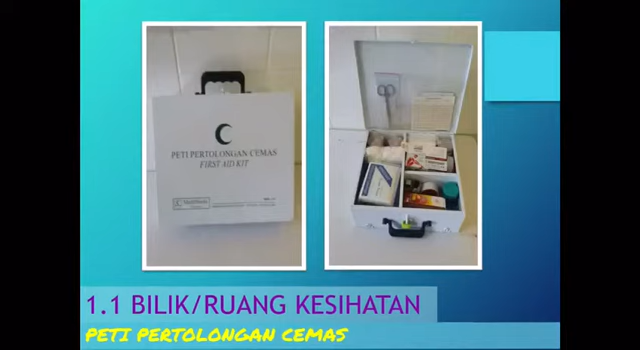 PETI PERTOLONGAN CEMAS
FIRST AID KIT
1.1 BILIK/RUANG KESIHATAN
PETI PERTOLONGAN CEMAS